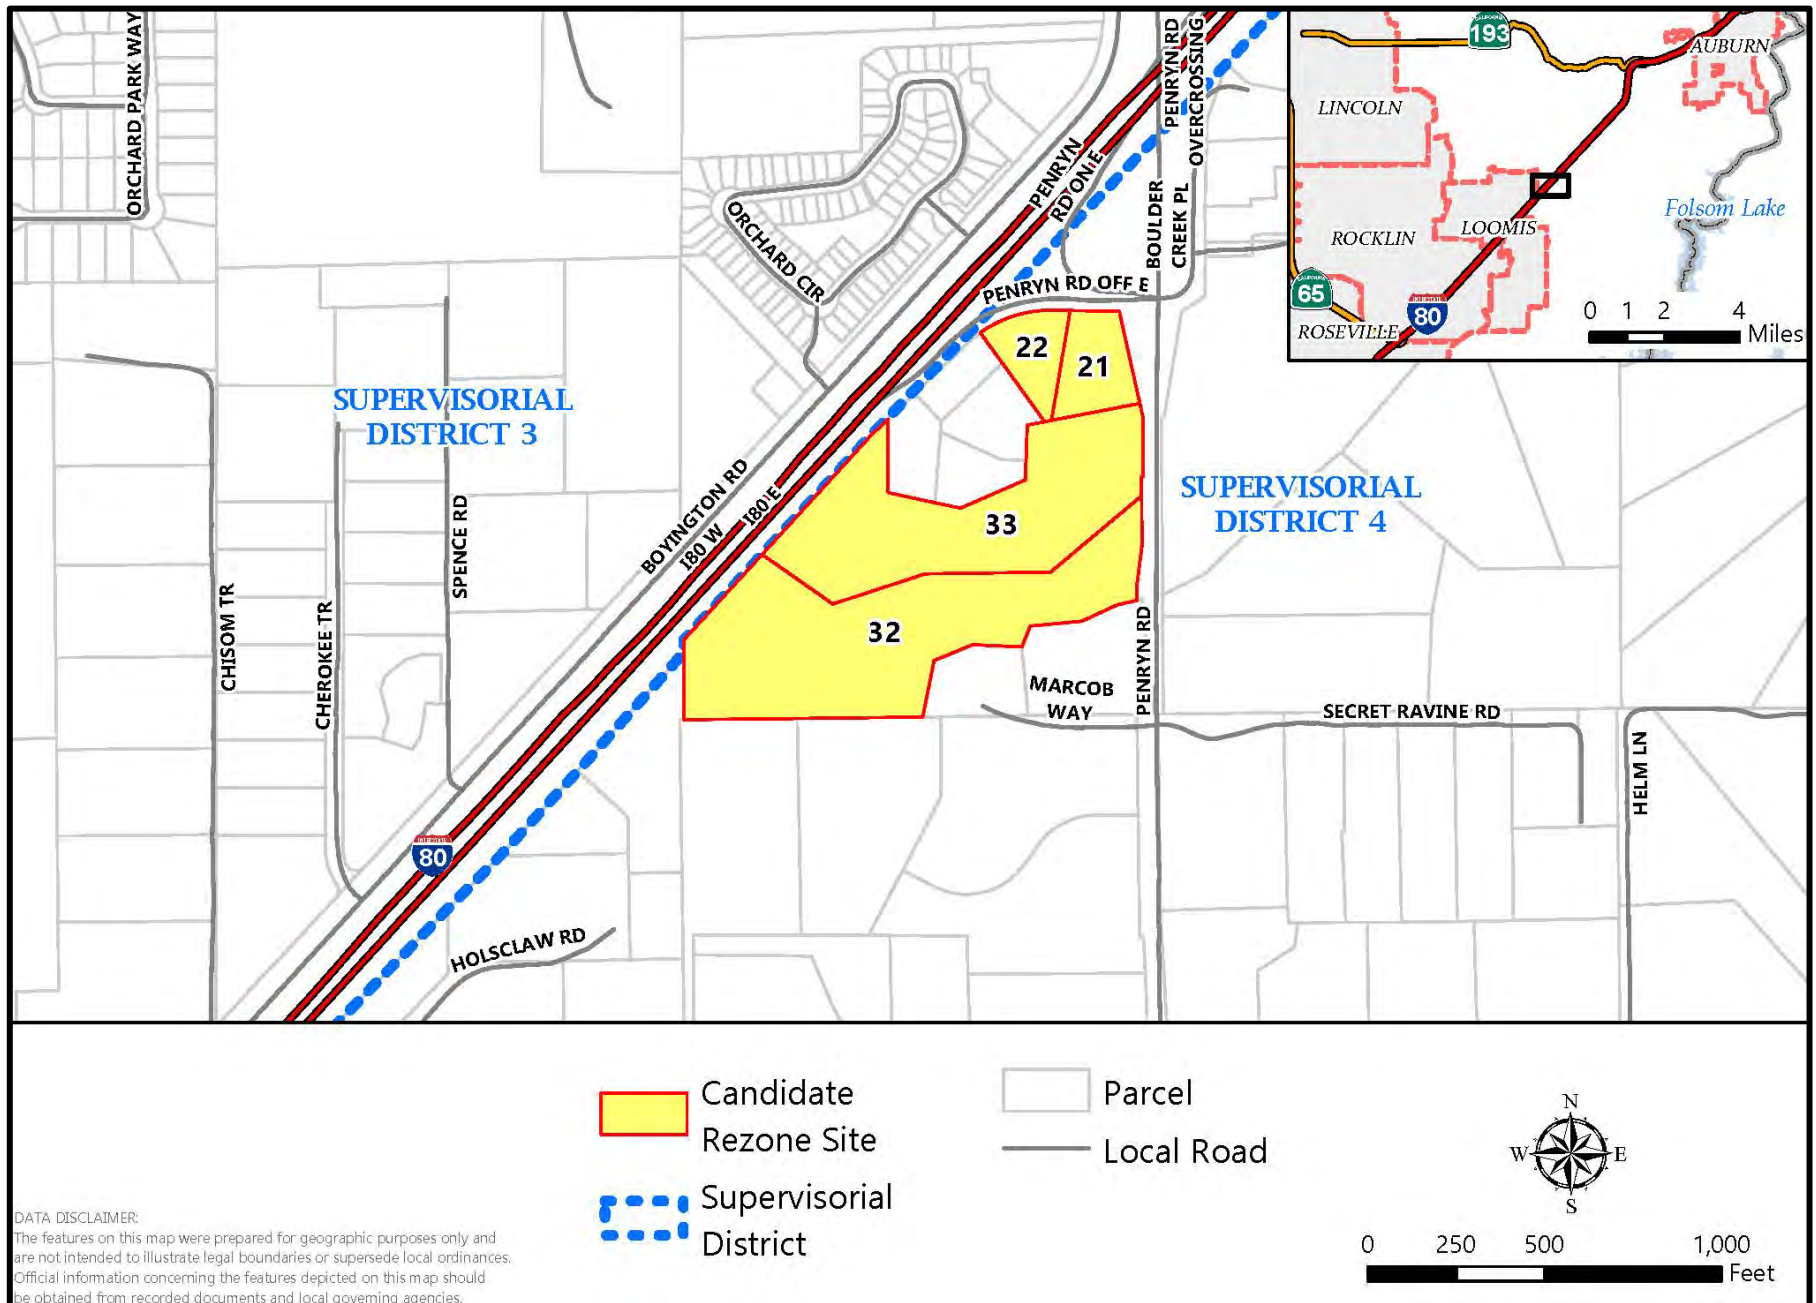 ORCHARD PARK WAY
PENRYN RD
OVERCROSSING
PENRYN
RD ON E
BOULDER
CREEK PL
ORCHARD CIR
PENRYN RD OFF E
CALIFORNIA
193
AUBURN
LINCOLN
Folsom Lake
ROCKLIN
LOOMIS
CALIFORNIA
65
INTERSTATE
80
ROSEVILLE
0 1 2 4
Miles
22
21
SUPERVISORIAL
DISTRICT 3
SUPERVISORIAL
DISTRICT 4
BOYINGTON RD
I80 W
I80 E
33
32
CHISOM TR
CHEROKEE TR
SPENCE RD
MARCOB
WAY
PENRYN RD
SECRET RAVINE RD
HELM LN
INTERSTATE
80
HOLSCLAW RD
Candidate
Rezone Site
Supervisorial
District
Parcel
Local Road
N
W E
S
0 250 500 1,000
Feet
DATA DISCLAIMER:
The features on this map were prepared for geographic purposes only and
are not intended to illustrate legal boundaries or supersede local ordinances.
Official information concerning the features depicted on this map should
be obtained from recorded documents and local governing agencies.